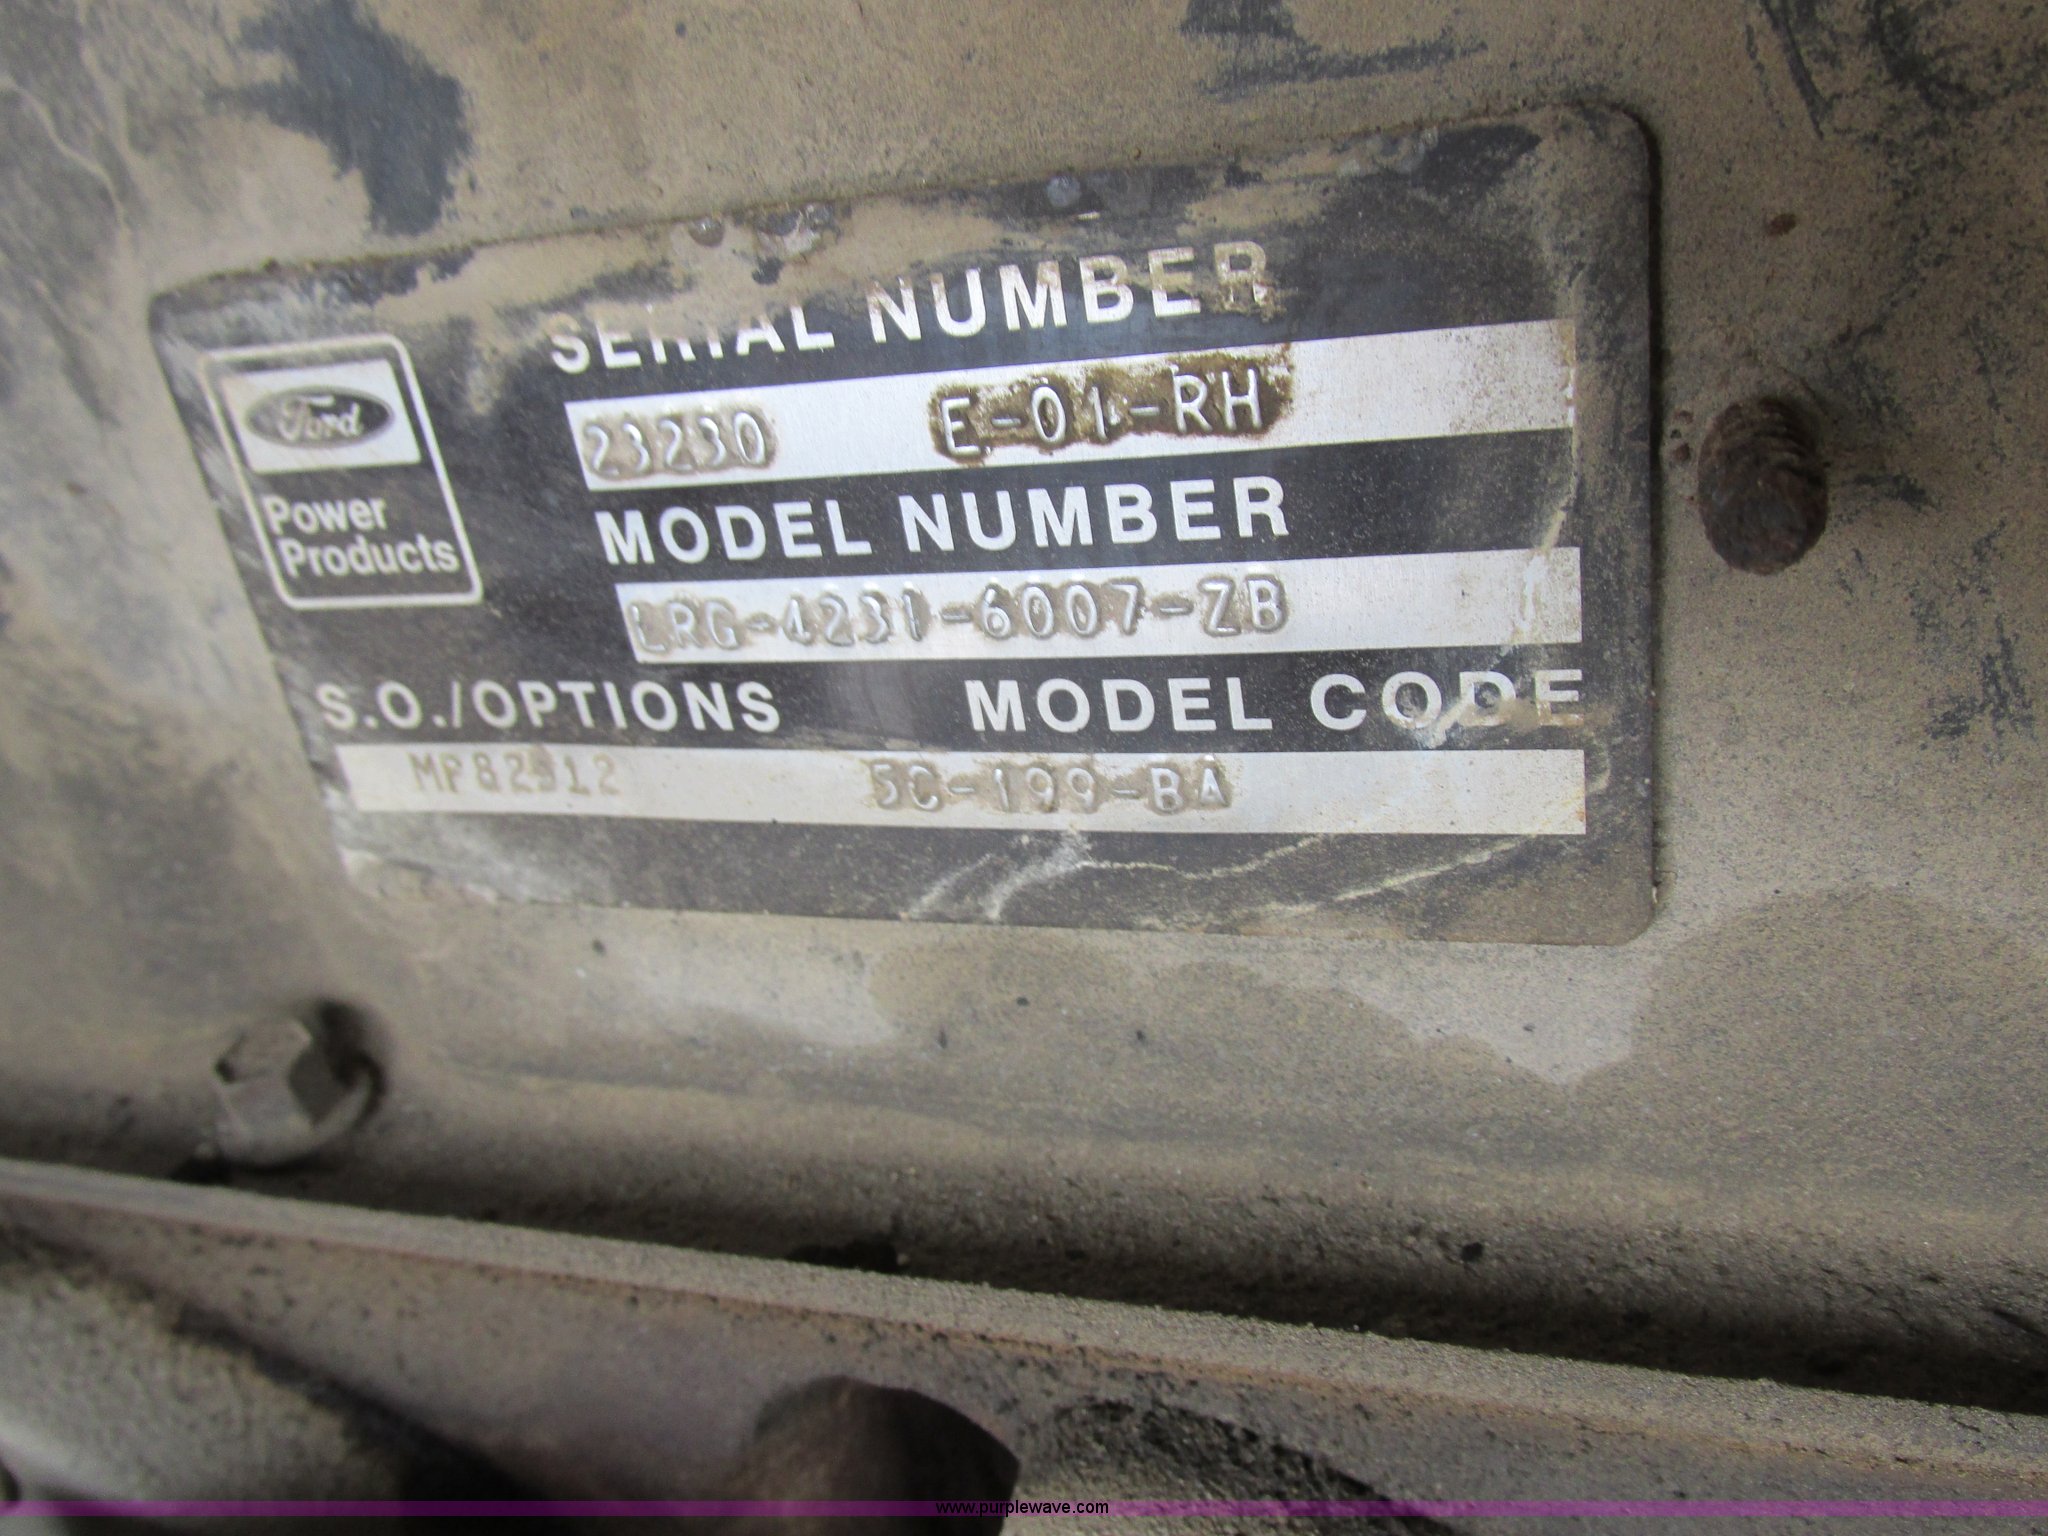 Ford
Power
Products
SERIAL NUMBER
23230 E-01-RH
MODEL NUMBER
LRG-4231-6007-ZB
S.O./OPTIONS MODEL CODE
5C-199-BA
www.purplewave.com